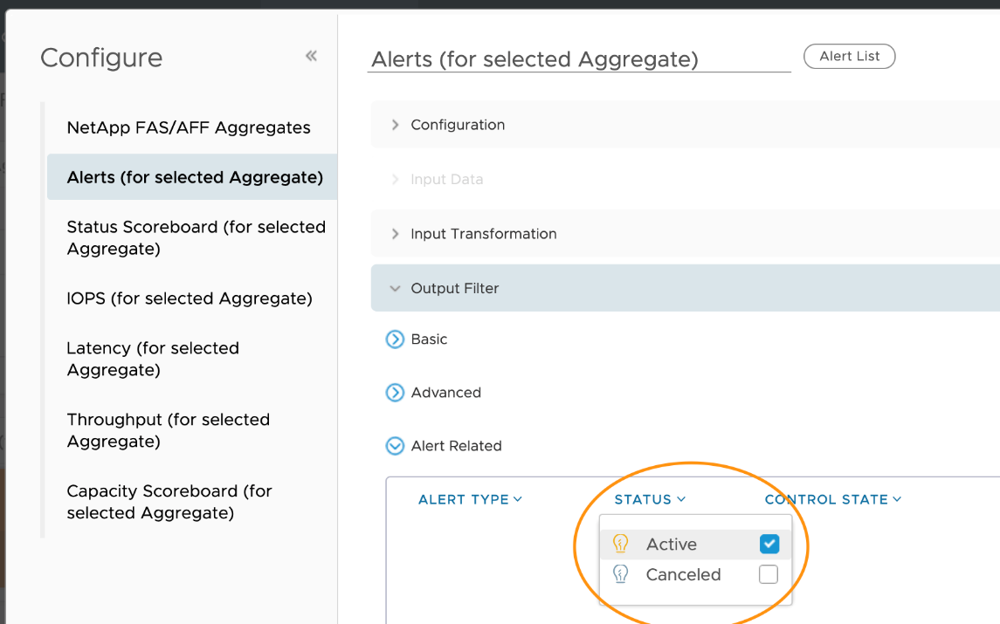 Configure
NetApp FAS/AFF Aggregates
Alerts (for selected Aggregate)
Status Scoreboard (for selected
Aggregate)
IOPS (for selected Aggregate)
Latency (for selected
Aggregate)
Throughput (for selected
Aggregate)
Capacity Scoreboard (for
selected Aggregate)
Alerts (for selected Aggregate)
Alert List
Configuration
Input Data
Input Transformation
Output Filter
Basic
Advanced
Alert Related
ALERT TYPE
STATUS
CONTROL STATE
Active
Canceled